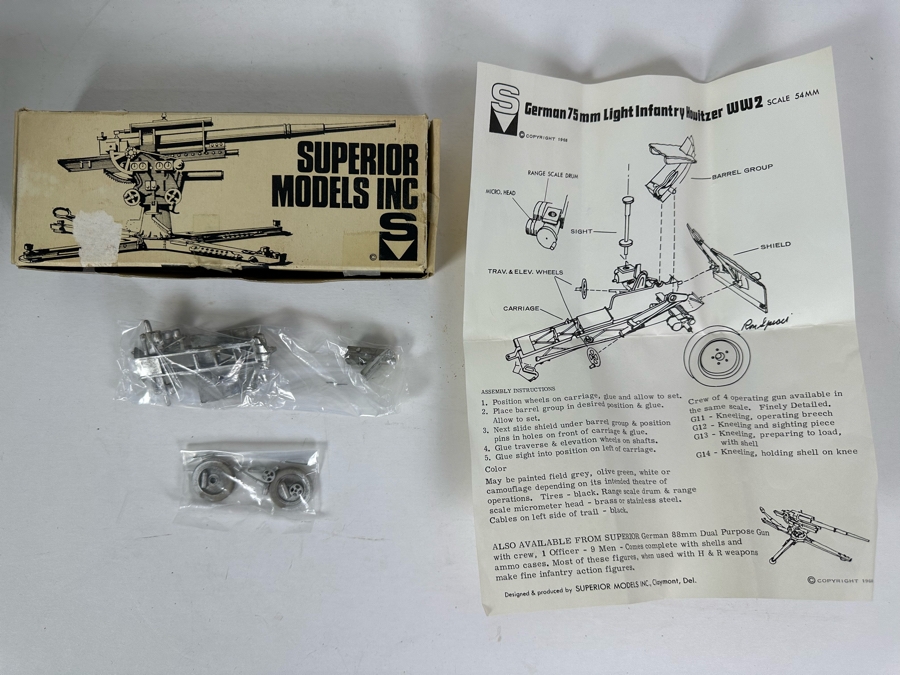 SUPERIOR
MODELS INC
S
©
S
German 75mm Light Infantry Howitzer WW2 SCALE 54MM
© COPYRIGHT 1968
BARREL GROUP
RANGE SCALE DRUM
MICRO. HEAD
SIGHT
SHIELD
TRAV. & ELEV. WHEELS
CARRIAGE
ASSEMBLY INSTRUCTIONS
1. Position wheels on carriage, glue and allow to set.
2. Place barrel group in desired position & glue.
Allow to set.
3. Next slide shield under barrel group & position
pins in holes on front of carriage & glue.
4. Glue traverse & elevation wheels on shafts.
5. Glue sight into position on left of carriage.
Color
May be painted field grey, olive green, white or
camouflage depending on its intended theatre of
operations. Tires - black. Range scale drum & range
scale micrometer head - brass or stainless steel.
Cables on left side of trail - black.
Crew of 4 operating gun available in
the same scale. Finely Detailed.
G11 - Kneeling, operating breech
G12 - Kneeling and sighting piece
G13 - Kneeling, preparing to load,
with shell
G14 - Kneeling, holding shell on knee
ALSO AVAILABLE FROM SUPERIOR German 88mm Dual Purpose Gun
with crew, 1 Officer - 9 Men - Comes complete with shells and
ammo cases. Most of these figures, when used with H & R weapons
make fine infantry action figures.
Designed & produced by SUPERIOR MODELS INC., Claymont, Del.
© COPYRIGHT 1968